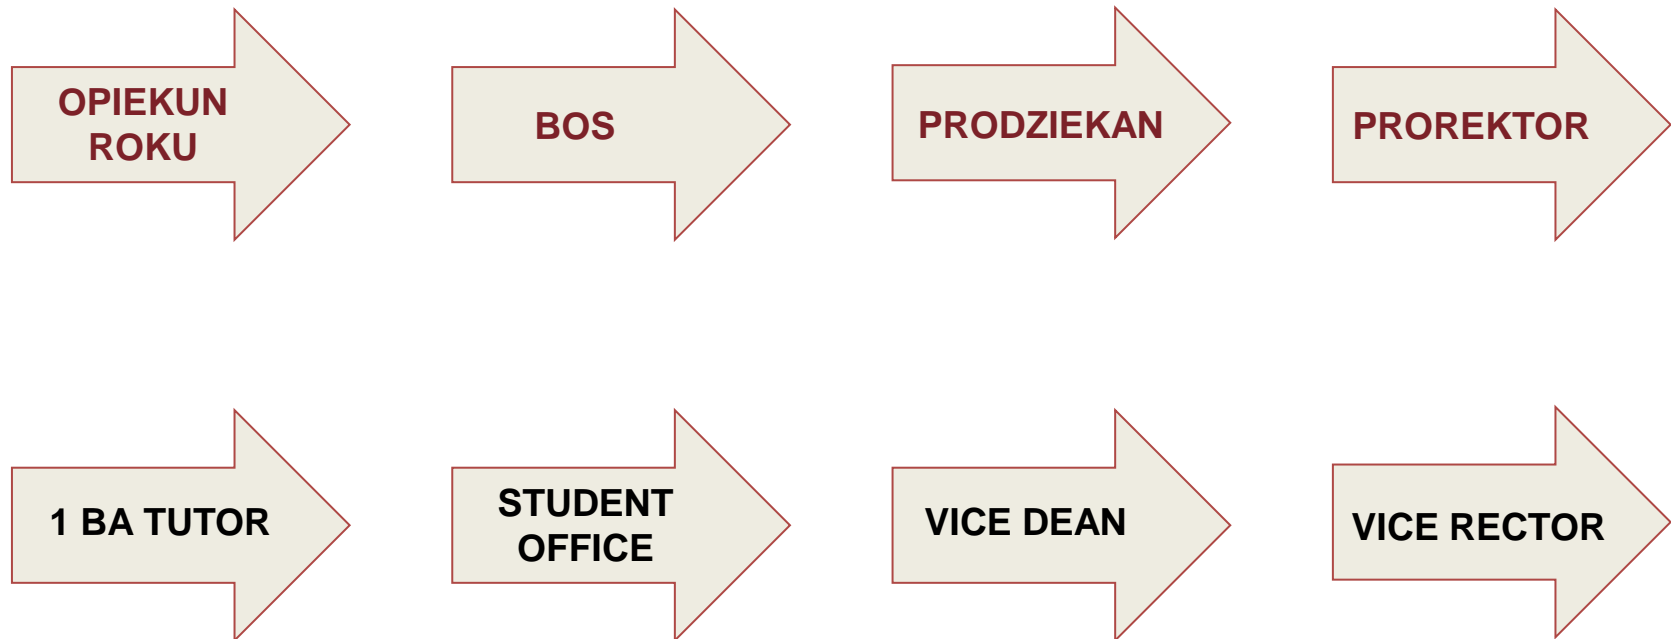 OPIEKUN
ROKU
BOS
PRODZIEKAN
PROREKTOR
1 BA TUTOR
STUDENT
OFFICE
VICE DEAN
VICE RECTOR